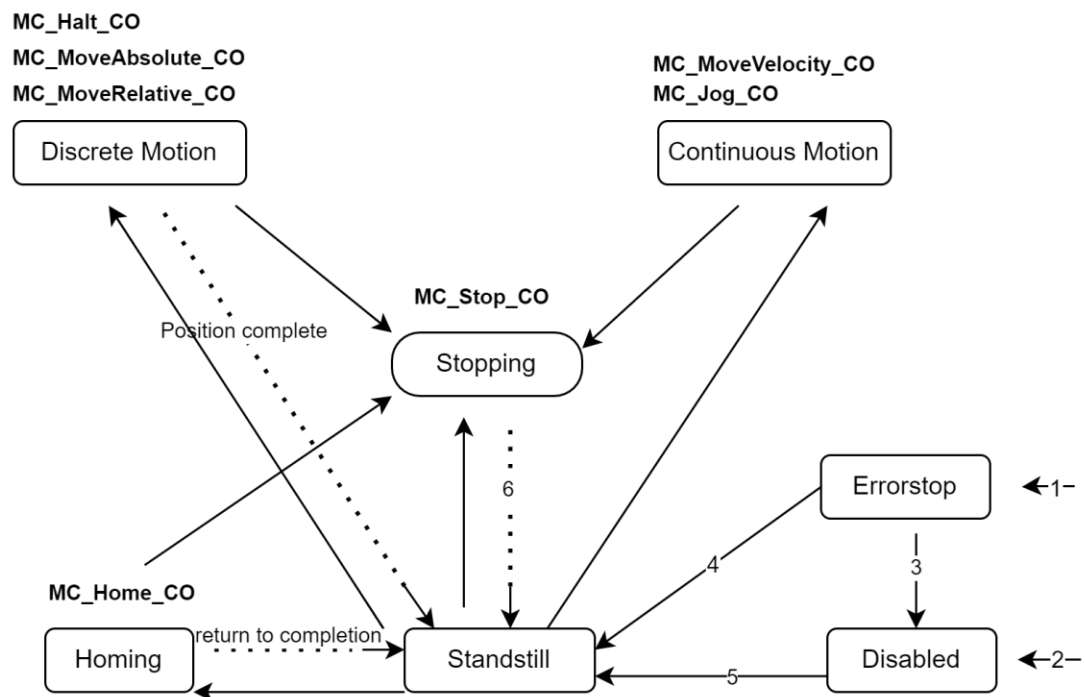 MC_Halt_CO
MC_MoveAbsolute_CO
MC_MoveRelative_CO
MC_MoveVelocity_CO
MC_Jog_CO
Discrete Motion
Continuous Motion
MC_Stop_CO
Position complete
Stopping
6
Errorstop
1
4
3
MC_Home_CO
return to completion
Homing
Standstill
5
Disabled
2